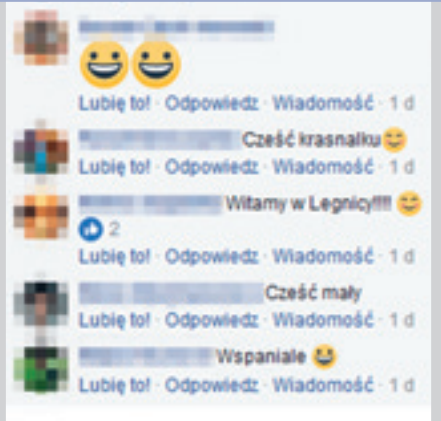 Lubię to! · Odpowiedz · Wiadomość · 1 d
Cześć krasnalku
Lubię to! · Odpowiedz · Wiadomość · 1 d
Witamy w Legnicy!!!!!
2
Lubię to! · Odpowiedz · Wiadomość · 1 d
Cześć mały
Lubię to! · Odpowiedz · Wiadomość · 1 d
Wspaniale
Lubię to! · Odpowiedz · Wiadomość · 1 d